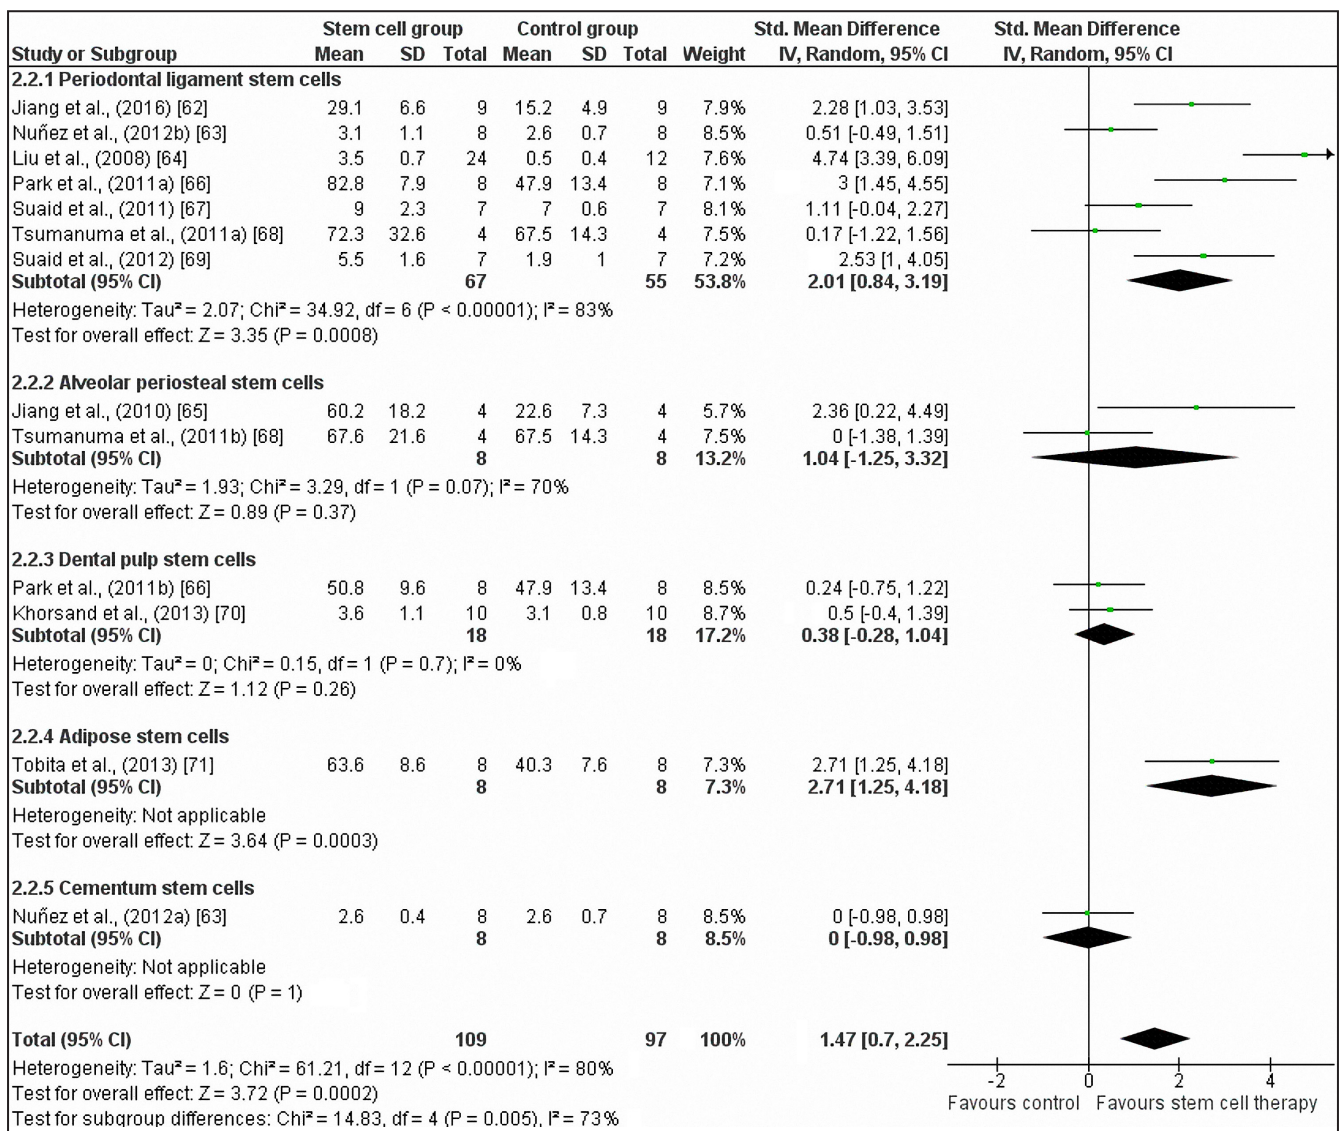 Stem cell group Control group Std. Mean Difference Std. Mean Difference
Study or Subgroup Mean SD Total Mean SD Total Weight IV, Random, 95% CI IV, Random, 95% CI
2.2.1 Periodontal ligament stem cells
Jiang et al., (2016) [62] 29.1 6.6 9 15.2 4.9 9 7.9% 2.28 [1.03, 3.53]
Nuñez et al., (2012b) [63] 3.1 1.1 8 2.6 0.7 8 8.5% 0.51 [-0.49, 1.51]
Liu et al., (2008) [64] 3.5 0.7 24 0.5 0.4 12 7.6% 4.74 [3.39, 6.09]
Park et al., (2011a) [66] 82.8 7.9 8 47.9 13.4 8 7.1% 3 [1.45, 4.55]
Suaid et al., (2011) [67] 9 2.3 7 7 0.6 7 8.1% 1.11 [-0.04, 2.27]
Tsumanuma et al., (2011a) [68] 72.3 32.6 4 67.5 14.3 4 7.5% 0.17 [-1.22, 1.56]
Suaid et al., (2012) [69] 5.5 1.6 7 1.9 1 7 7.2% 2.53 [1, 4.05]
Subtotal (95% CI) 67 55 53.8% 2.01 [0.84, 3.19]
Heterogeneity: Tau² = 2.07; Chi² = 34.92, df = 6 (P < 0.00001); I² = 83%
Test for overall effect: Z = 3.35 (P = 0.0008)
2.2.2 Alveolar periosteal stem cells
Jiang et al., (2010) [65] 60.2 18.2 4 22.6 7.3 4 5.7% 2.36 [0.22, 4.49]
Tsumanuma et al., (2011b) [68] 67.6 21.6 4 67.5 14.3 4 7.5% 0 [-1.38, 1.39]
Subtotal (95% CI) 8 8 13.2% 1.04 [-1.25, 3.32]
Heterogeneity: Tau² = 1.93; Chi² = 3.29, df = 1 (P = 0.07); I² = 70%
Test for overall effect: Z = 0.89 (P = 0.37)
2.2.3 Dental pulp stem cells
Park et al., (2011b) [66] 50.8 9.6 8 47.9 13.4 8 8.5% 0.24 [-0.75, 1.22]
Khorsand et al., (2013) [70] 3.6 1.1 10 3.1 0.8 10 8.7% 0.5 [-0.4, 1.39]
Subtotal (95% CI) 18 18 17.2% 0.38 [-0.28, 1.04]
Heterogeneity: Tau² = 0; Chi² = 0.15, df = 1 (P = 0.7); I² = 0%
Test for overall effect: Z = 1.12 (P = 0.26)
2.2.4 Adipose stem cells
Tobita et al., (2013) [71] 63.6 8.6 8 40.3 7.6 8 7.3% 2.71 [1.25, 4.18]
Subtotal (95% CI) 8 8 7.3% 2.71 [1.25, 4.18]
Heterogeneity: Not applicable
Test for overall effect: Z = 3.64 (P = 0.0003)
2.2.5 Cementum stem cells
Nuñez et al., (2012a) [63] 2.6 0.4 8 2.6 0.7 8 8.5% 0 [-0.98, 0.98]
Subtotal (95% CI) 8 8 8.5% 0 [-0.98, 0.98]
Heterogeneity: Not applicable
Test for overall effect: Z = 0 (P = 1)
Total (95% CI) 109 97 100% 1.47 [0.7, 2.25]
Heterogeneity: Tau² = 1.6; Chi² = 61.21, df = 12 (P < 0.00001); I² = 80%
Test for overall effect: Z = 3.72 (P = 0.0002)
Test for subgroup differences: Chi² = 14.83, df = 4 (P = 0.005), I² = 73%
-2 0 2 4
Favours control Favours stem cell therapy